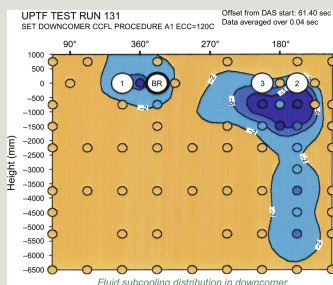 UPTF TEST RUN 131
SET DOWNCOMER CCFL PROCEDURE A1 ECC=120C
Offset from DAS start: 61.40 sec
Data averaged over 0.04 sec
90° 360° 270° 180°
Height (mm)
1000
500
0
-500
-1000
-1500
-2000
-2500
-3000
-3500
-4000
-4500
-5000
-5500
-6000
-6500
1 BR 3 2
Fluid subcooling distribution in downcomer